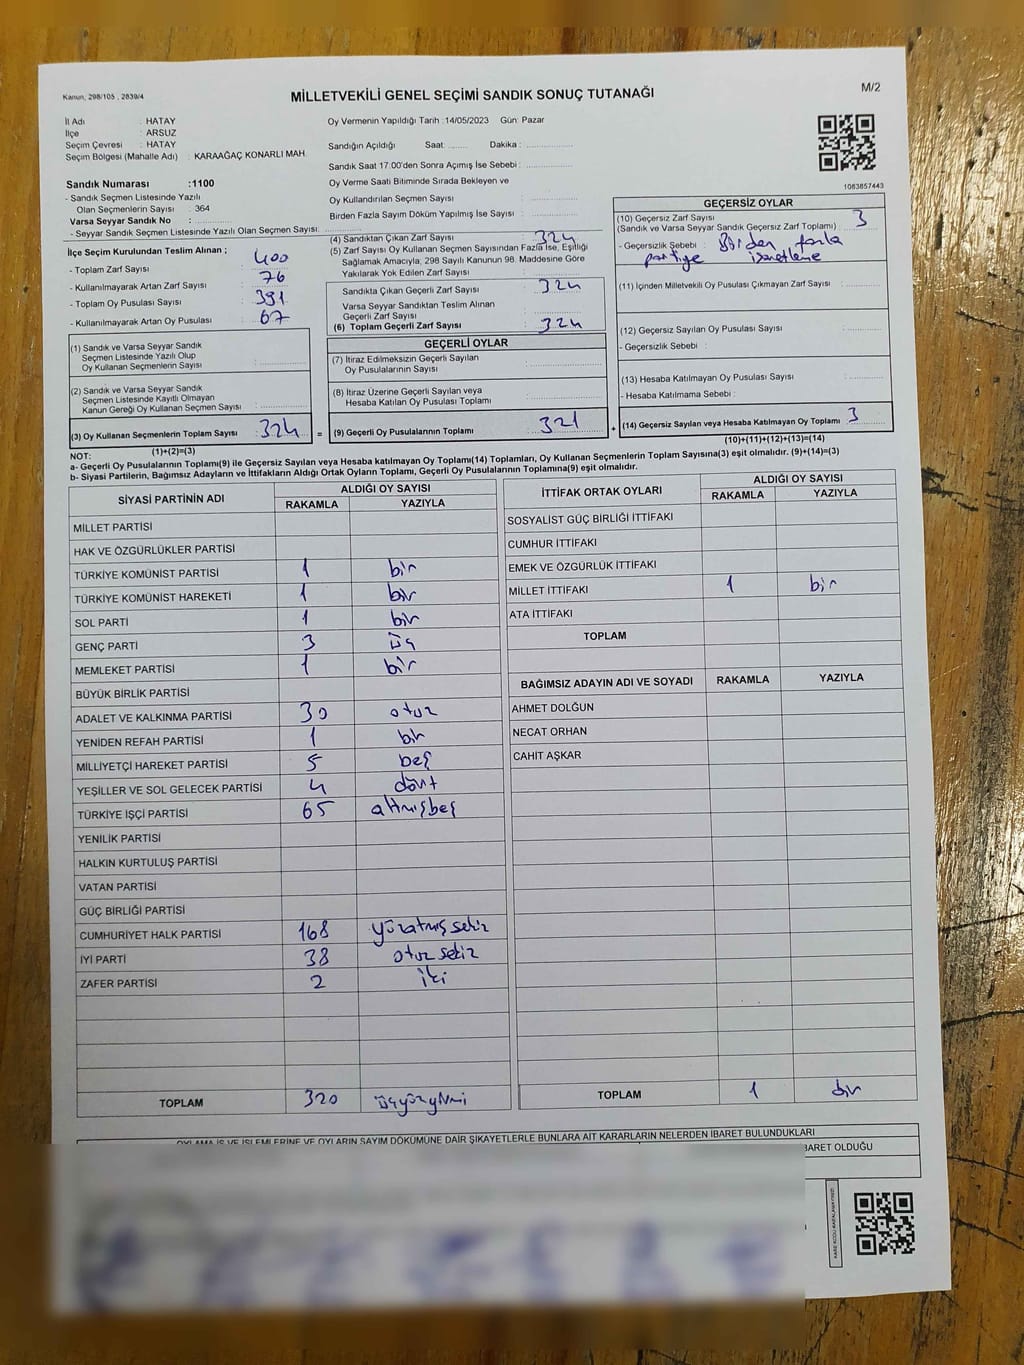 Kanun, 298/105 , 2839/4
MİLLETVEKİLİ GENEL SEÇİMİ SANDIK SONUÇ TUTANAĞI
M/2
İl Adı : HATAY
İlçe : ARSUZ
Seçim Çevresi : HATAY
Seçim Bölgesi (Mahalle Adı) : KARAAĞAÇ KONARLI MAH.
Sandık Numarası :1100
- Sandık Seçmen Listesinde Yazılı
Olan Seçmenlerin Sayısı : 364
Varsa Seyyar Sandık No :
- Seyyar Sandık Seçmen Listesinde Yazılı Olan Seçmen Sayısı:
Oy Vermenin Yapıldığı Tarih :14/05/2023 Gün: Pazar
Sandığın Açıldığı Saat: Dakika :
Sandık Saat 17:00'den Sonra Açımış İse Sebebi :
Oy Verme Saati Bitiminde Sırada Bekleyen ve
Oy Kullandırılan Seçmen Sayısı :
Birden Fazla Sayım Döküm Yapılmış İse Sayısı :
1083857443
İlçe Seçim Kurulundan Teslim Alınan ;
- Toplam Zarf Sayısı : 400
- Kullanılmayarak Artan Zarf Sayısı : 76
- Toplam Oy Pusulası Sayısı : 391
- Kullanılmayarak Artan Oy Pusulası : 67
(4) Sandıktan Çıkan Zarf Sayısı : 324
(5) Zarf Sayısı Oy Kullanan Seçmen Sayısından Fazla İse, Eşitliği
Sağlamak Amacıyla, 298 Sayılı Kanunun 98. Maddesine Göre
Yakılarak Yok Edilen Zarf Sayısı :
Sandıkta Çıkan Geçerli Zarf Sayısı : 324
Varsa Seyyar Sandıktan Teslim Alınan
Geçerli Zarf Sayısı :
(6) Toplam Geçerli Zarf Sayısı : 324
GEÇERSİZ OYLAR
(10) Geçersiz Zarf Sayısı 3
(Sandık ve Varsa Seyyar Sandık Geçersiz Zarf Toplamı) :
- Geçersizlik Sebebi : Birden fazla
partiye işaretleme
(11) İçinden Milletvekili Oy Pusulası Çıkmayan Zarf Sayısı :
(12) Geçersiz Sayılan Oy Pusulası Sayısı :
- Geçersizlik Sebebi :
(13) Hesaba Katılmayan Oy Pusulası Sayısı :
- Hesaba Katılmama Sebebi :
(14) Geçersiz Sayılan veya Hesaba Katılmayan Oy Toplamı : 3
(10)+(11)+(12)+(13)=(14)
(1) Sandık ve Varsa Seyyar Sandık
Seçmen Listesinde Yazılı Olup
Oy Kullanan Seçmenlerin Sayısı :
(2) Sandık ve Varsa Seyyar Sandık
Seçmen Listesinde Kayıtlı Olmayan
Kanun Gereği Oy Kullanan Seçmen Sayısı :
(3) Oy Kullanan Seçmenlerin Toplam Sayısı : 324 =
(1)+(2)=(3)
GEÇERLİ OYLAR
(7) İtiraz Edilmeksizin Geçerli Sayılan
Oy Pusulalarının Sayısı :
(8) İtiraz Üzerine Geçerli Sayılan veya
Hesaba Katılan Oy Pusulası Toplamı :
(9) Geçerli Oy Pusulalarının Toplamı : 321 +
NOT:
a- Geçerli Oy Pusulalarının Toplamı(9) ile Geçersiz Sayılan veya Hesaba katılmayan Oy Toplamı(14) Toplamları, Oy Kullanan Seçmenlerin Toplam Sayısına(3) eşit olmalıdır. (9)+(14)=(3)
b- Siyasi Partilerin, Bağımsız Adayların ve İttifakların Aldığı Ortak Oyların Toplamı, Geçerli Oy Pusulalarının Toplamına(9) eşit olmalıdır.
SİYASİ PARTİNİN ADI ALDIĞI OY SAYISI
RAKAMLA YAZIYLA
MİLLET PARTİSİ
HAK VE ÖZGÜRLÜKLER PARTİSİ
TÜRKİYE KOMÜNİST PARTİSİ 1 bir
TÜRKİYE KOMÜNİST HAREKETİ 1 bir
SOL PARTİ 1 bir
GENÇ PARTİ 3 üç
MEMLEKET PARTİSİ 1 bir
BÜYÜK BİRLİK PARTİSİ
ADALET VE KALKINMA PARTİSİ 30 otuz
YENİDEN REFAH PARTİSİ 1 bir
MİLLİYETÇİ HAREKET PARTİSİ 5 beş
YEŞİLLER VE SOL GELECEK PARTİSİ 4 dört
TÜRKİYE İŞÇİ PARTİSİ 65 altmışbeş
YENİLİK PARTİSİ
HALKIN KURTULUŞ PARTİSİ
VATAN PARTİSİ
GÜÇ BİRLİĞİ PARTİSİ
CUMHURİYET HALK PARTİSİ 168 yüzatmış sekiz
İYİ PARTİ 38 otuz sekiz
ZAFER PARTİSİ 2 iki
TOPLAM 320 üçyüzyirmi
İTTİFAK ORTAK OYLARI ALDIĞI OY SAYISI
RAKAMLA YAZIYLA
SOSYALİST GÜÇ BİRLİĞİ İTTİFAKI
CUMHUR İTTİFAKI
EMEK VE ÖZGÜRLÜK İTTİFAKI
MİLLET İTTİFAKI 1 bir
ATA İTTİFAKI
TOPLAM
BAĞIMSIZ ADAYIN ADI VE SOYADI RAKAMLA YAZIYLA
AHMET DOLĞUN
NECAT ORHAN
CAHİT AŞKAR
TOPLAM 1 bir
OYLAMA İŞ VE İŞLEMLERİNE VE OYLARIN SAYIM DÖKÜMÜNE DAİR ŞİKAYETLERLE BUNLARA AİT KARARLARIN NELERDEN İBARET BULUNDUKLARI
BARET OLDUĞU